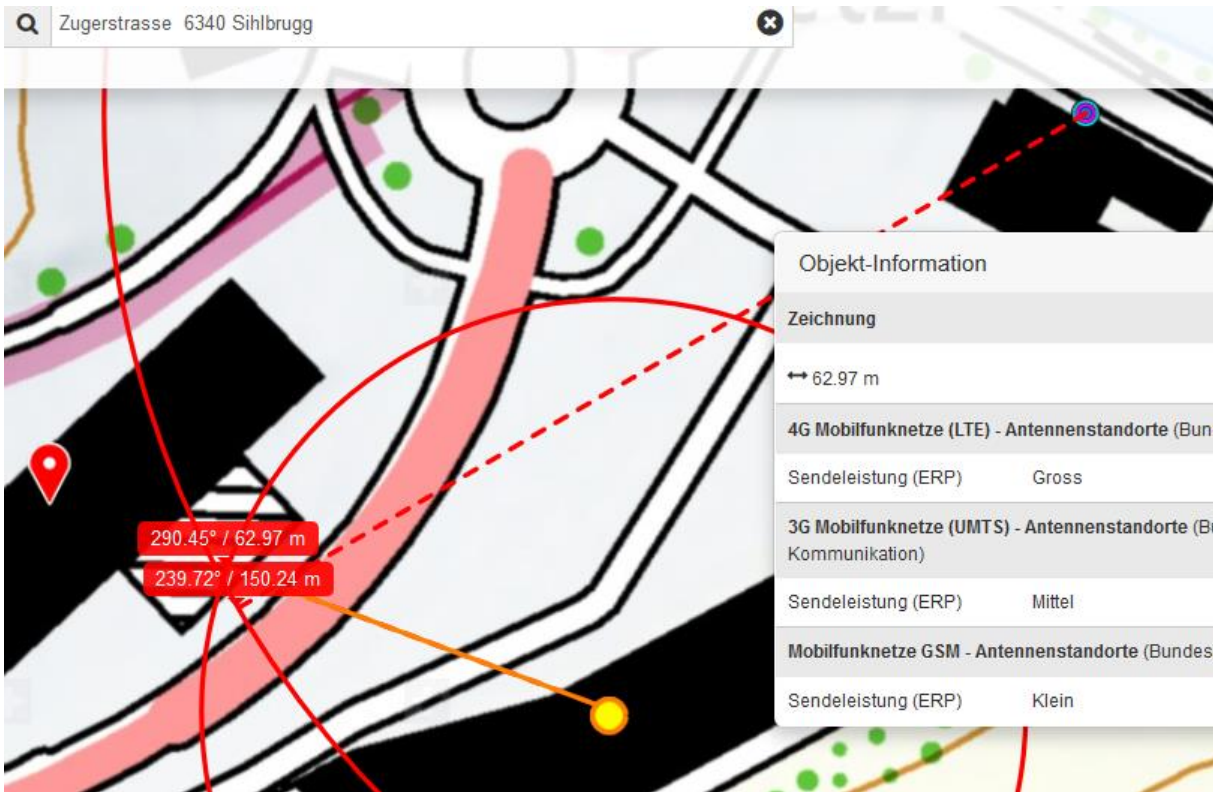 Zugerstrasse 6340 Sihlbrugg
Objekt-Information
Zeichnung
↔ 62.97 m
4G Mobilfunknetze (LTE) - Antennenstandorte (Bun
Sendeleistung (ERP) Gross
3G Mobilfunknetze (UMTS) - Antennenstandorte (Bu
Kommunikation)
Sendeleistung (ERP) Mittel
Mobilfunknetze GSM - Antennenstandorte (Bundes
Sendeleistung (ERP) Klein
290.45° / 62.97 m
239.72° / 150.24 m